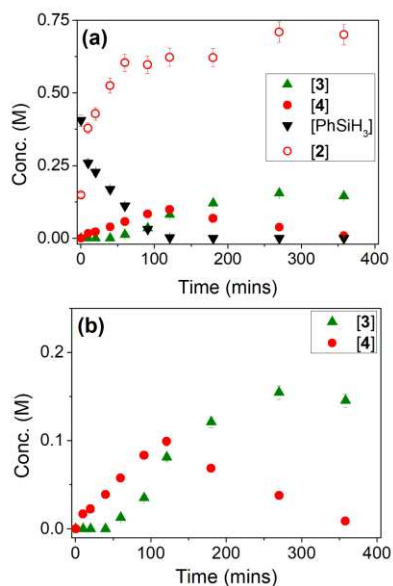 (a)
0.75
0.50
0.25
0.00
Conc. (M)
[3]
[4]
[PhSiH₃]
[2]
0 100 200 300 400
Time (mins)
(b)
0.2
0.1
0.0
Conc. (M)
[3]
[4]
0 100 200 300 400
Time (mins)